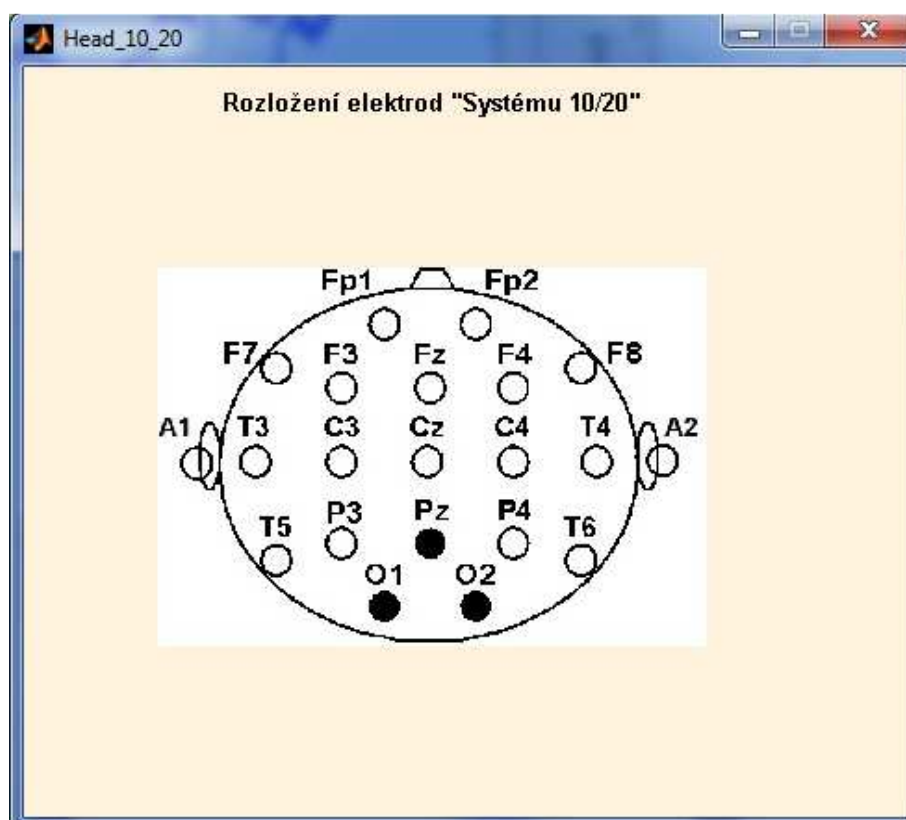 Head_10_20
Rozložení elektrod "Systému 10/20"
Fp1 Fp2
F7 F3 Fz F4 F8
A1 T3 C3 Cz C4 T4 A2
T5 P3 Pz P4 T6
O1 O2